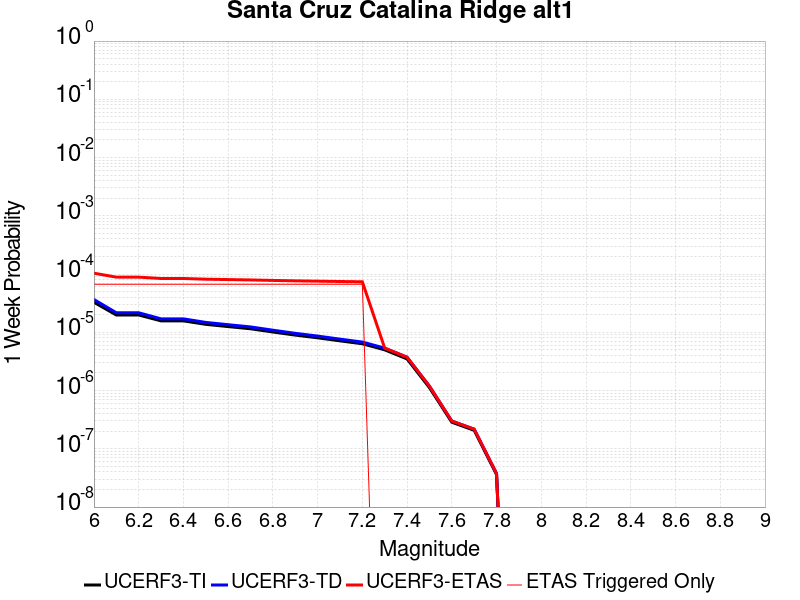 Santa Cruz Catalina Ridge alt1
10^0
10^-1
10^-2
10^-3
10^-4
10^-5
10^-6
10^-7
10^-8
1 Week Probability
6 6.2 6.4 6.6 6.8 7 7.2 7.4 7.6 7.8 8 8.2 8.4 8.6 8.8 9
Magnitude
UCERF3-TI UCERF3-TD UCERF3-ETAS ETAS Triggered Only